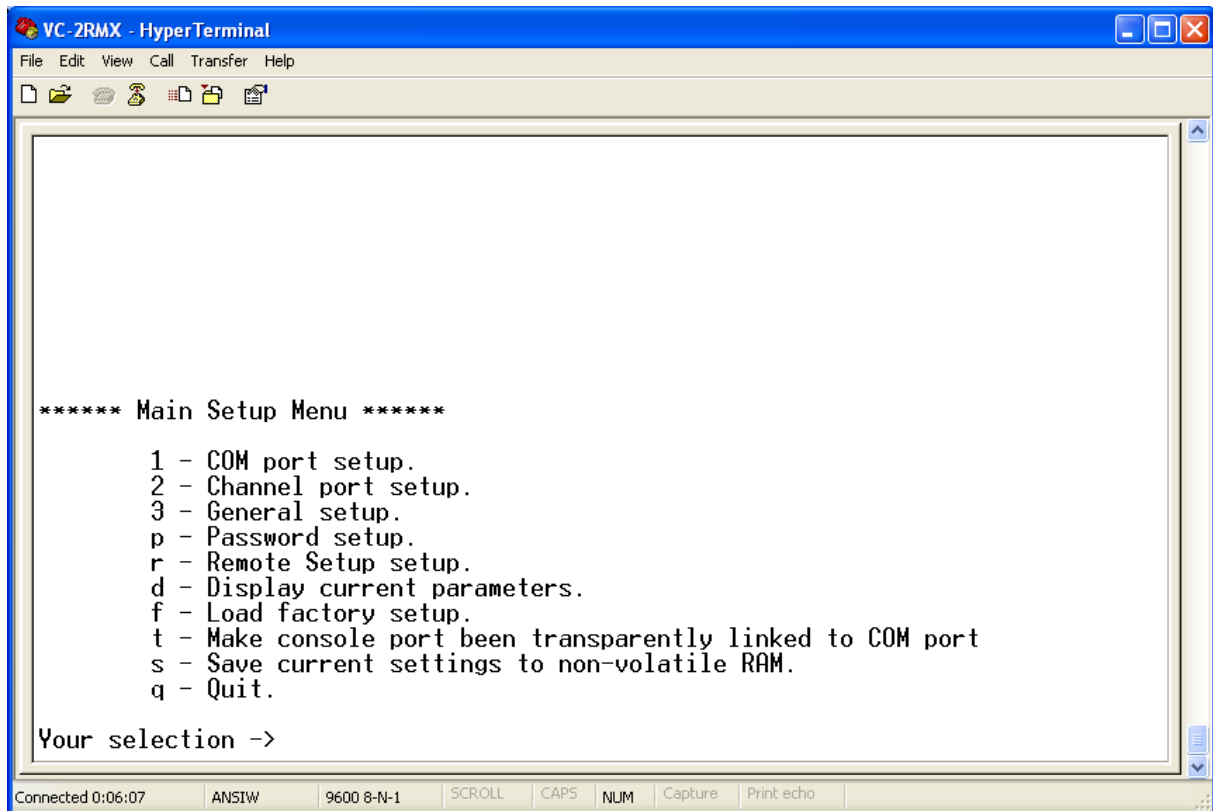 VC-2RMX - HyperTerminal
File Edit View Call Transfer Help
****** Main Setup Menu ******
1 - COM port setup.
2 - Channel port setup.
3 - General setup.
p - Password setup.
r - Remote Setup setup.
d - Display current parameters.
f - Load factory setup.
t - Make console port been transparently linked to COM port
s - Save current settings to non-volatile RAM.
q - Quit.
Your selection ->
Connected 0:06:07 ANSIW 9600 8-N-1 SCROLL CAPS NUM Capture Print echo